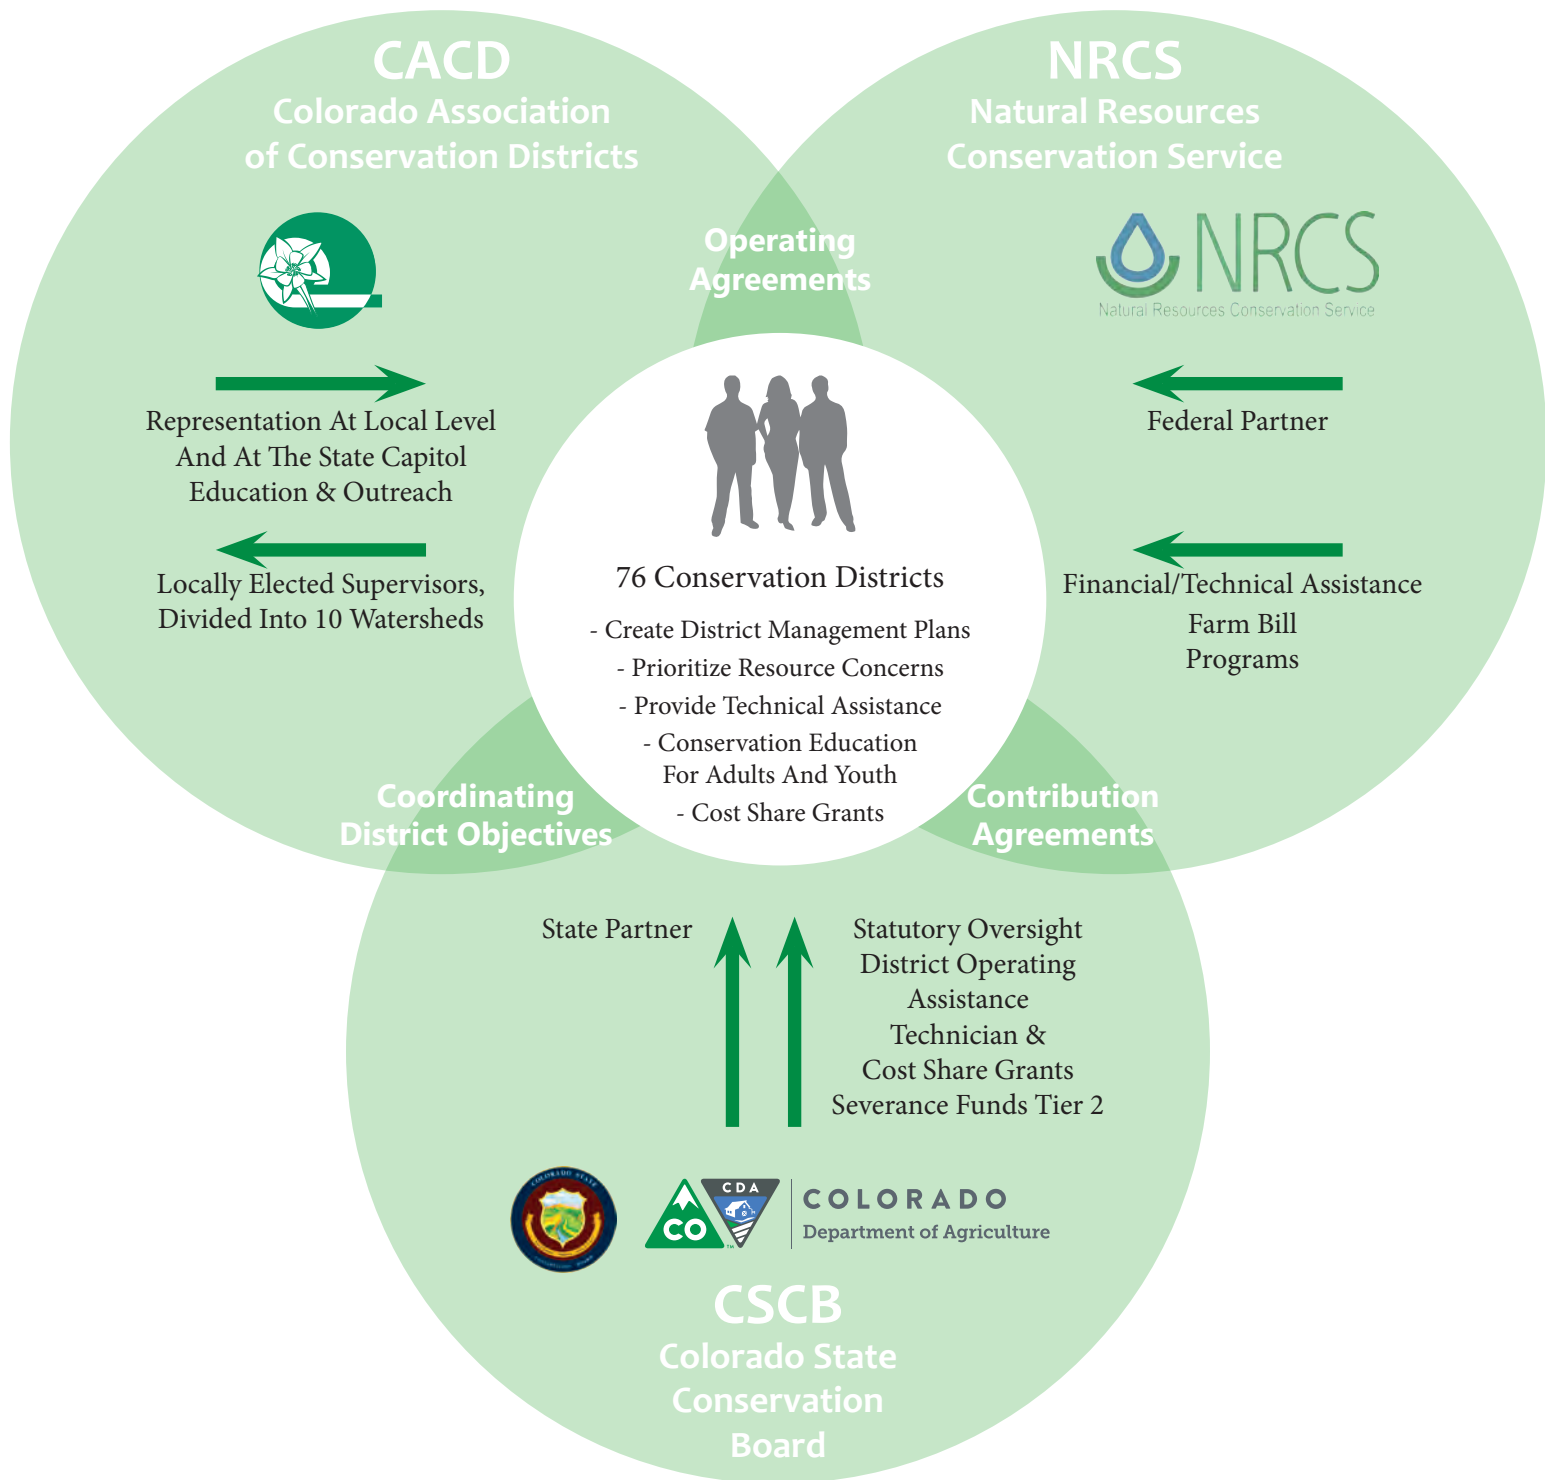 CACD
Colorado Association
of Conservation Districts
NRCS
Natural Resources
Conservation Service
NRCS
Natural Resources Conservation Service
Operating
Agreements
Representation At Local Level
And At The State Capitol
Education & Outreach
Locally Elected Supervisors,
Divided Into 10 Watersheds
Federal Partner
Financial/Technical Assistance
Farm Bill
Programs
76 Conservation Districts
- Create District Management Plans
- Prioritize Resource Concerns
- Provide Technical Assistance
- Conservation Education
For Adults And Youth
- Cost Share Grants
Coordinating
District Objectives
Contribution
Agreements
State Partner
Statutory Oversight
District Operating
Assistance
Technician &
Cost Share Grants
Severance Funds Tier 2
COLORADO STATE
CO
TM
CDA
COLORADO
Department of Agriculture
CSCB
Colorado State
Conservation
Board